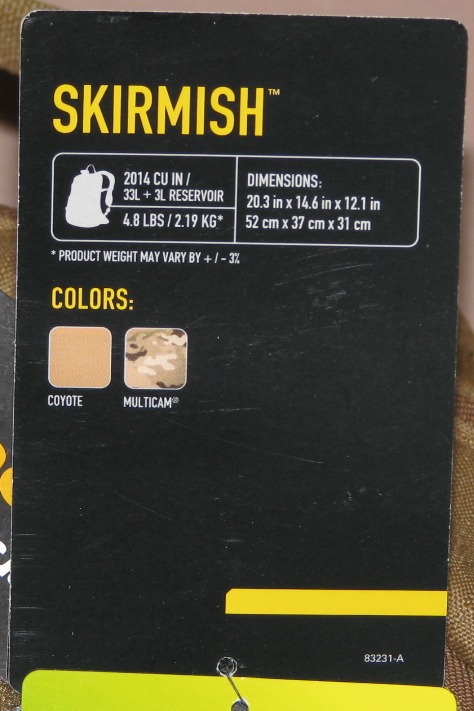 SKIRMISH™
2014 CU IN /
33L + 3L RESERVOIR
4.8 LBS / 2.19 KG*
DIMENSIONS:
20.3 in x 14.6 in x 12.1 in
52 cm x 37 cm x 31 cm
* PRODUCT WEIGHT MAY VARY BY + / - 3%
COLORS:
COYOTE
MULTICAM®
83231-A